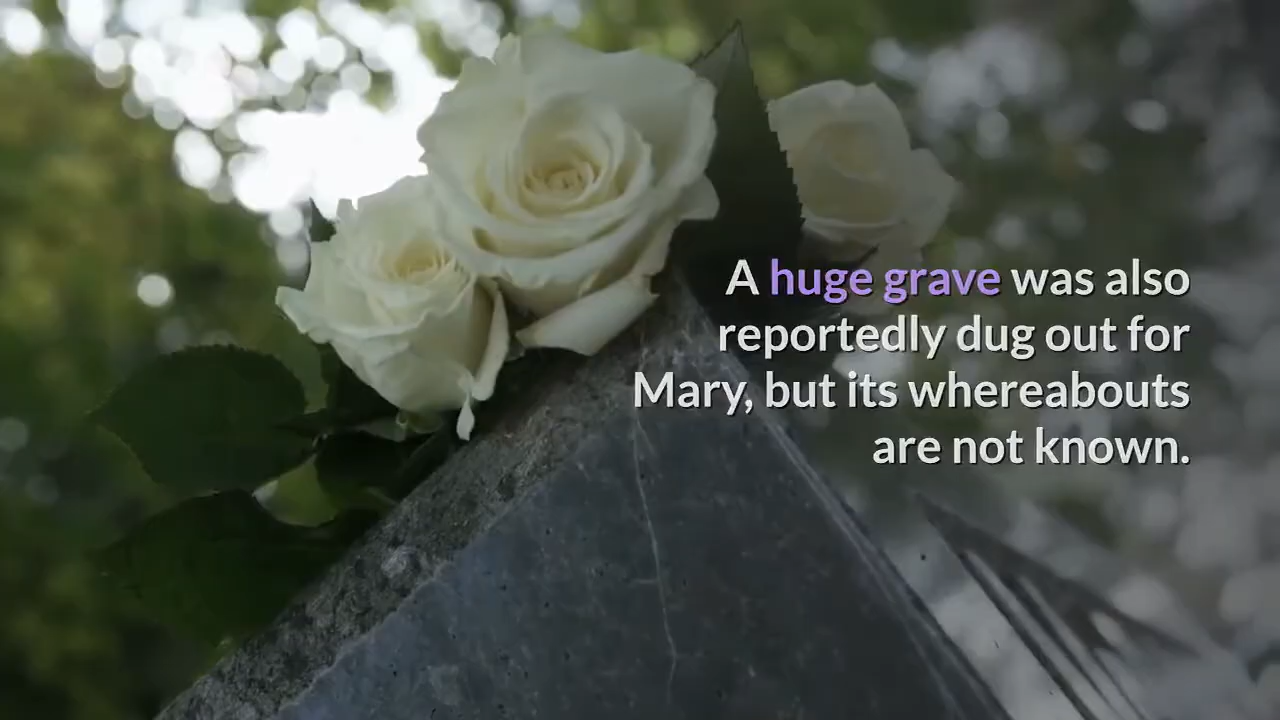 A huge grave was also
reportedly dug out for
Mary, but its whereabouts
are not known.